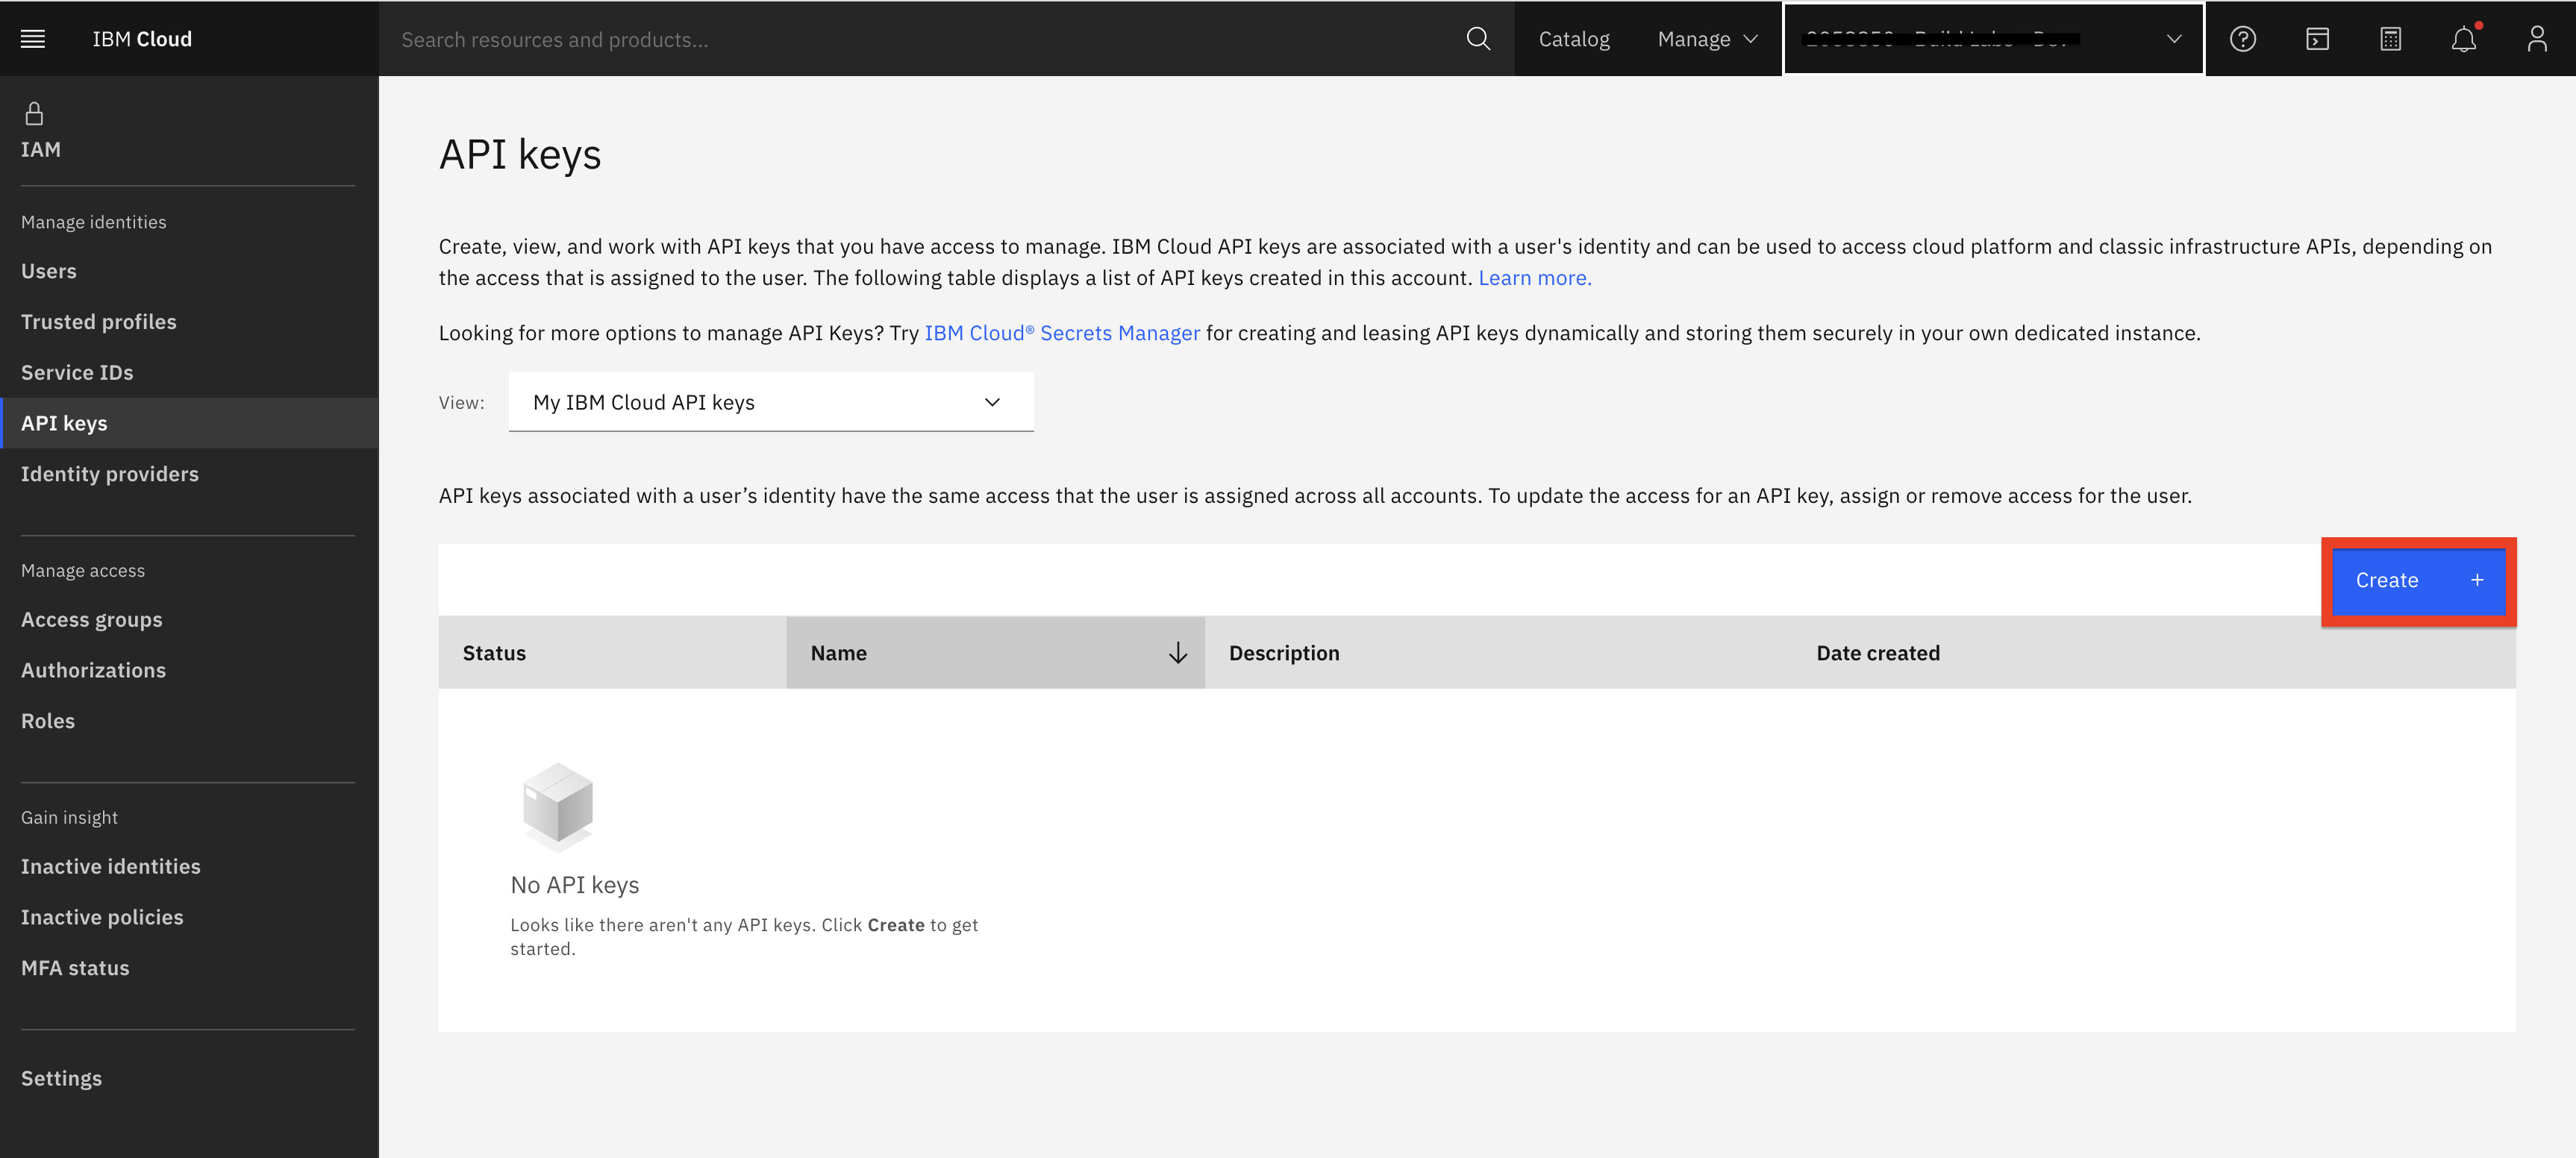 IBM Cloud
Search resources and products...
Catalog
Manage
IAM
Manage identities
Users
Trusted profiles
Service IDs
API keys
Identity providers
Manage access
Access groups
Authorizations
Roles
Gain insight
Inactive identities
Inactive policies
MFA status
Settings
API keys
Create, view, and work with API keys that you have access to manage. IBM Cloud API keys are associated with a user's identity and can be used to access cloud platform and classic infrastructure APIs, depending on
the access that is assigned to the user. The following table displays a list of API keys created in this account. Learn more.
Looking for more options to manage API Keys? Try IBM Cloud® Secrets Manager for creating and leasing API keys dynamically and storing them securely in your own dedicated instance.
View: My IBM Cloud API keys
API keys associated with a user’s identity have the same access that the user is assigned across all accounts. To update the access for an API key, assign or remove access for the user.
Create +
Status Name Description Date created
No API keys
Looks like there aren't any API keys. Click Create to get
started.